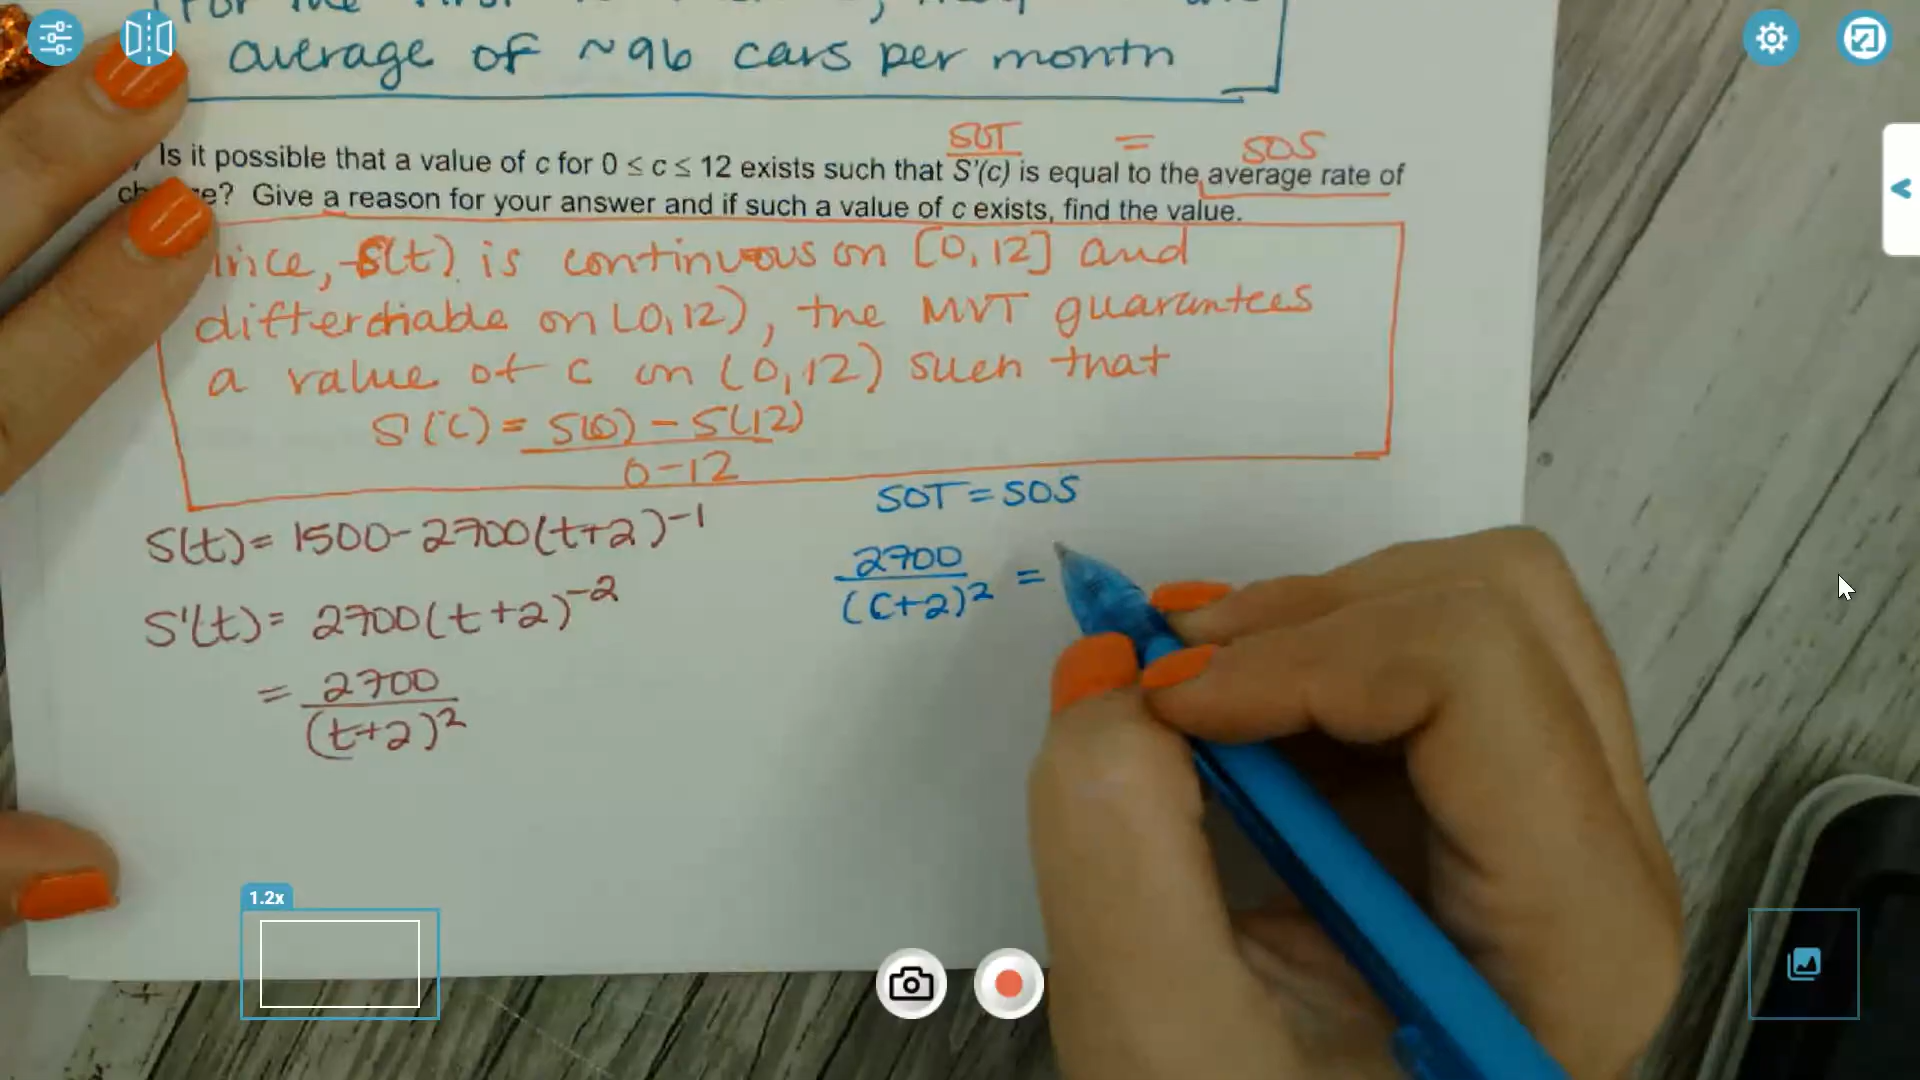 average of ~96 cars per month
SOT = SOS
Is it possible that a value of c for 0 ≤ c ≤ 12 exists such that S'(c) is equal to the average rate of
e? Give a reason for your answer and if such a value of c exists, find the value.
ince, S(t) is continuous on [0,12] and
differentiable on (0,12), the MVT guarantees
a value of c on (0,12) such that
S'(c) = S(0) - S(12)
0-12
SOT = SOS
S(t) = 1500-2700(t+2)^-1
2700
(c+2)² =
S'(t) = 2700(t+2)^-2
= 2700
(t+2)²
1.2x